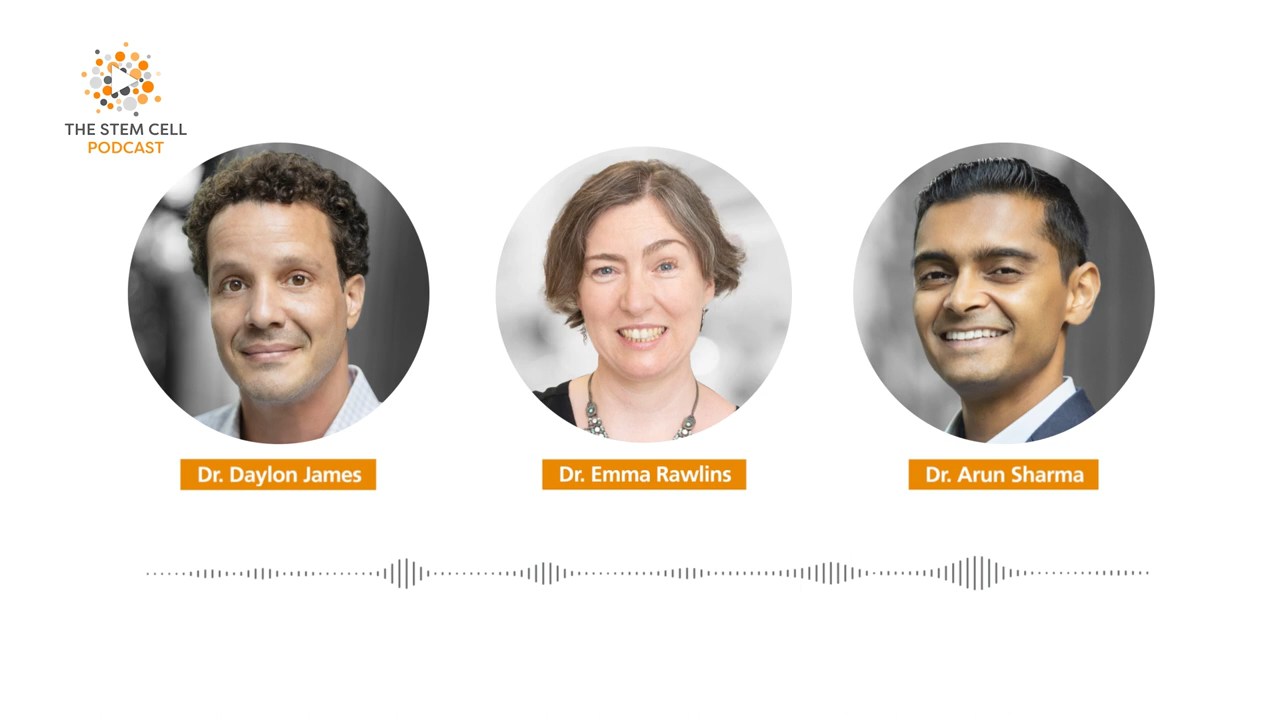 THE STEM CELL
PODCAST
Dr. Daylon James
Dr. Emma Rawlins
Dr. Arun Sharma